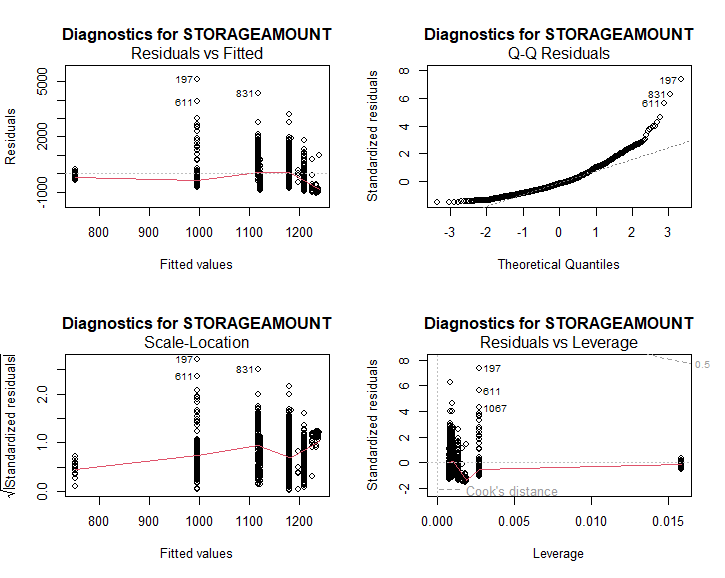 Diagnostics for STORAGEAMOUNT
Residuals vs Fitted
Residuals
5000
2000
-1000
197
611
831
800 900 1000 1100 1200
Fitted values
Diagnostics for STORAGEAMOUNT
Q-Q Residuals
Standardized residuals
8
6
4
2
0
197
831
611
-3 -2 -1 0 1 2 3
Theoretical Quantiles
Diagnostics for STORAGEAMOUNT
Scale-Location
√|Standardized residuals|
2.0
1.0
0.0
197
611
831
800 900 1000 1100 1200
Fitted values
Diagnostics for STORAGEAMOUNT
Residuals vs Leverage
Standardized residuals
8
6
4
2
0
-2
197
611
1067
0.5
Cook's distance
0.000 0.005 0.010 0.015
Leverage